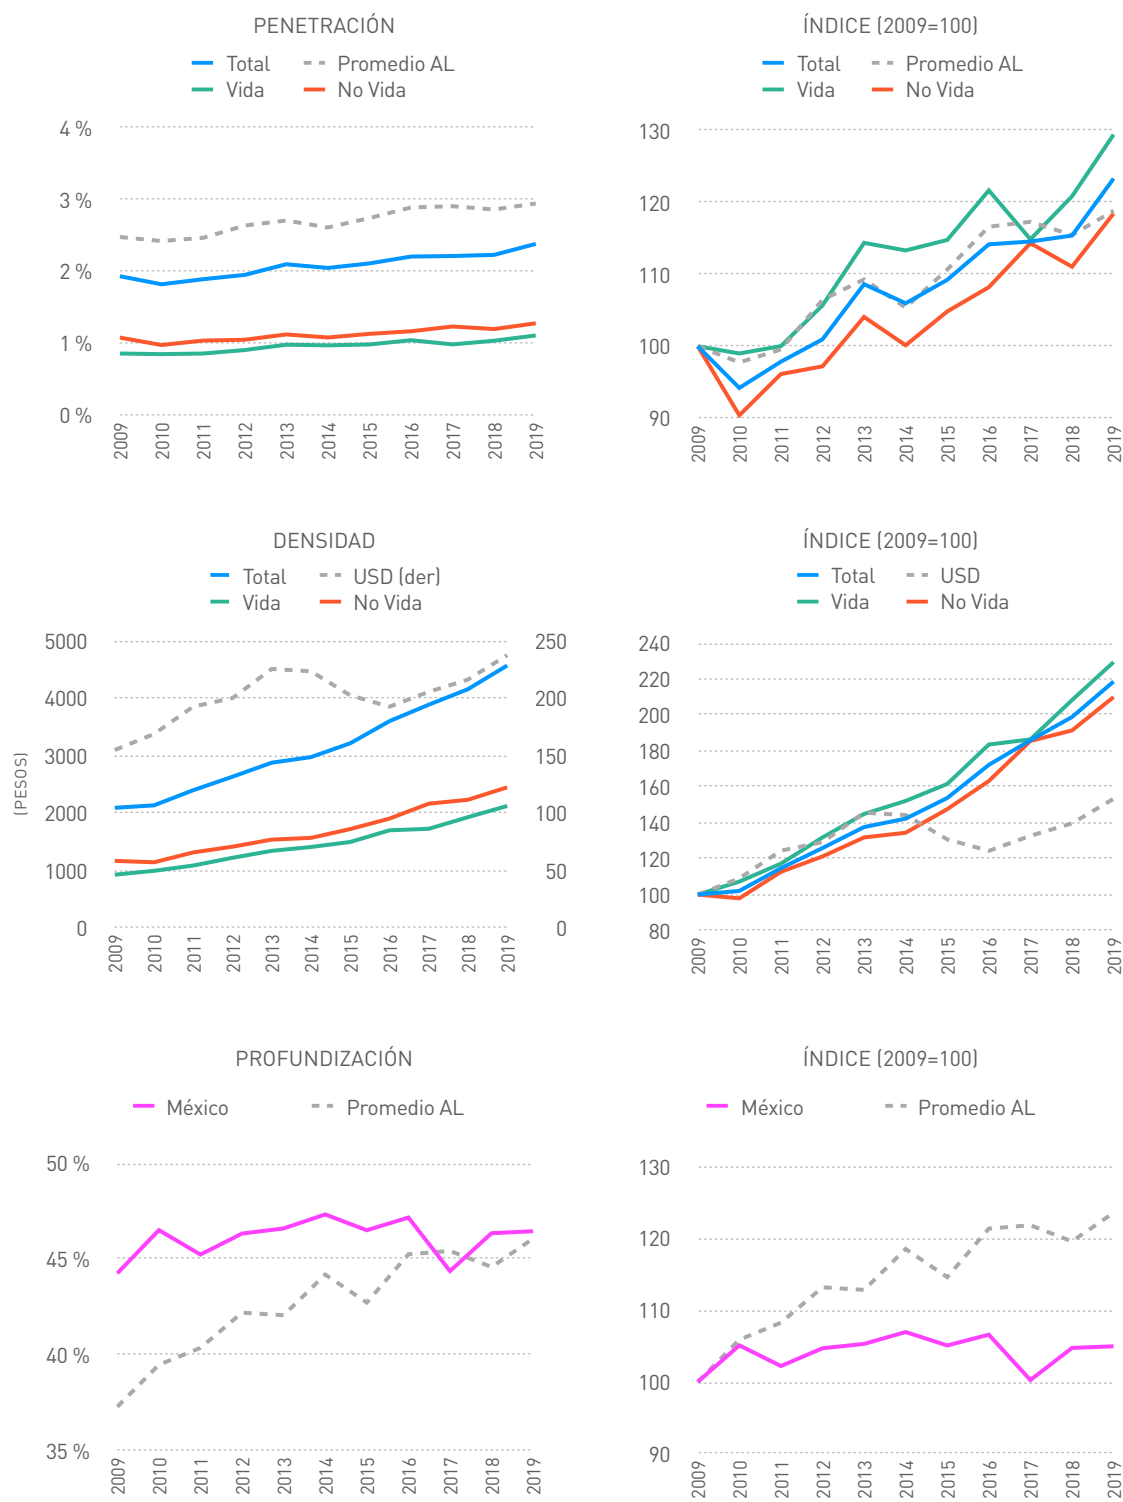 PENETRACIÓN
Total Promedio AL
Vida No Vida
4 %
3 %
2 %
1 %
0 %
2009 2010 2011 2012 2013 2014 2015 2016 2017 2018 2019
ÍNDICE (2009=100)
Total Promedio AL
Vida No Vida
130
120
110
100
90
2009 2010 2011 2012 2013 2014 2015 2016 2017 2018 2019
DENSIDAD
Total USD (der)
Vida No Vida
(PESOS)
5000 250
4000 200
3000 150
2000 100
1000 50
0 0
2009 2010 2011 2012 2013 2014 2015 2016 2017 2018 2019
ÍNDICE (2009=100)
Total USD
Vida No Vida
240
220
200
180
160
140
120
100
80
2009 2010 2011 2012 2013 2014 2015 2016 2017 2018 2019
PROFUNDIZACIÓN
México Promedio AL
50 %
45 %
40 %
35 %
2009 2010 2011 2012 2013 2014 2015 2016 2017 2018 2019
ÍNDICE (2009=100)
México Promedio AL
130
120
110
100
90
2009 2010 2011 2012 2013 2014 2015 2016 2017 2018 2019